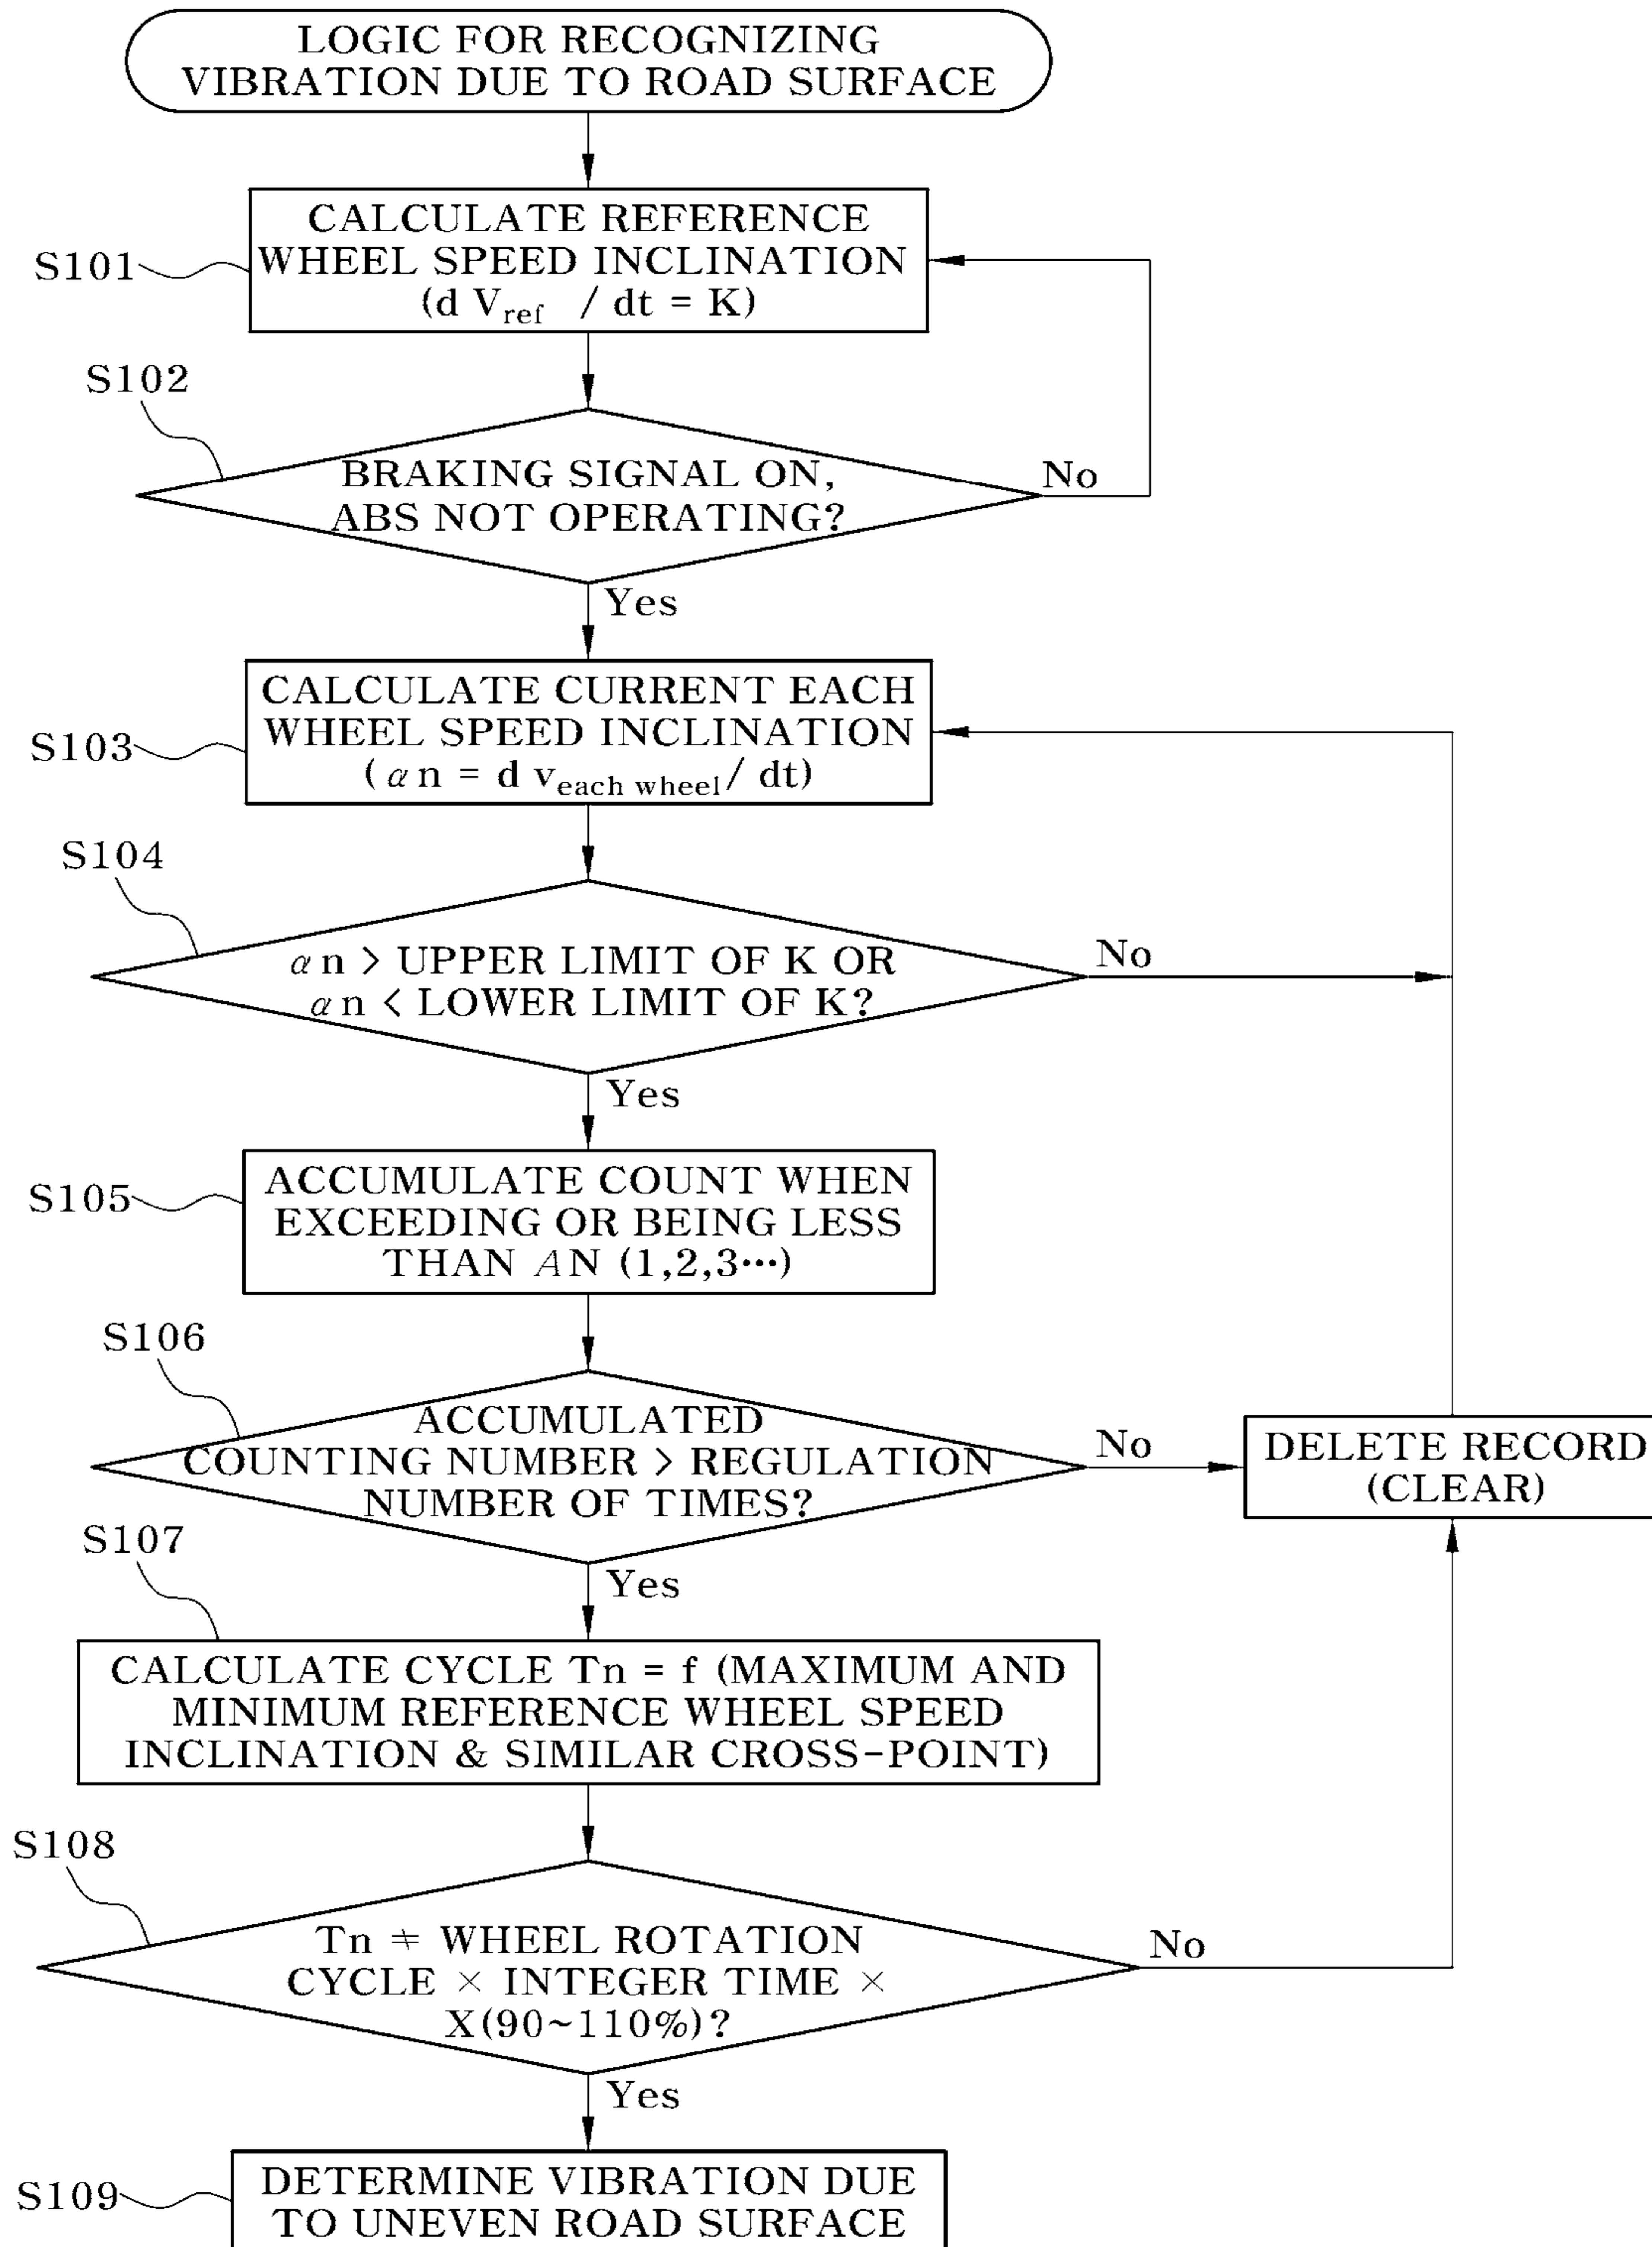 LOGIC FOR RECOGNIZING
VIBRATION DUE TO ROAD SURFACE
S101
CALCULATE REFERENCE
WHEEL SPEED INCLINATION
(d Vref / dt = K)
S102
BRAKING SIGNAL ON,
ABS NOT OPERATING?
No
Yes
S103
CALCULATE CURRENT EACH
WHEEL SPEED INCLINATION
(αn = d veach wheel/ dt)
S104
αn > UPPER LIMIT OF K OR
αn < LOWER LIMIT OF K?
No
Yes
S105
ACCUMULATE COUNT WHEN
EXCEEDING OR BEING LESS
THAN AN (1,2,3···)
S106
ACCUMULATED
COUNTING NUMBER > REGULATION
NUMBER OF TIMES?
No
DELETE RECORD
(CLEAR)
Yes
S107
CALCULATE CYCLE Tn = f (MAXIMUM AND
MINIMUM REFERENCE WHEEL SPEED
INCLINATION & SIMILAR CROSS-POINT)
S108
Tn ≠ WHEEL ROTATION
CYCLE × INTEGER TIME ×
X(90~110%)?
No
Yes
S109
DETERMINE VIBRATION DUE
TO UNEVEN ROAD SURFACE